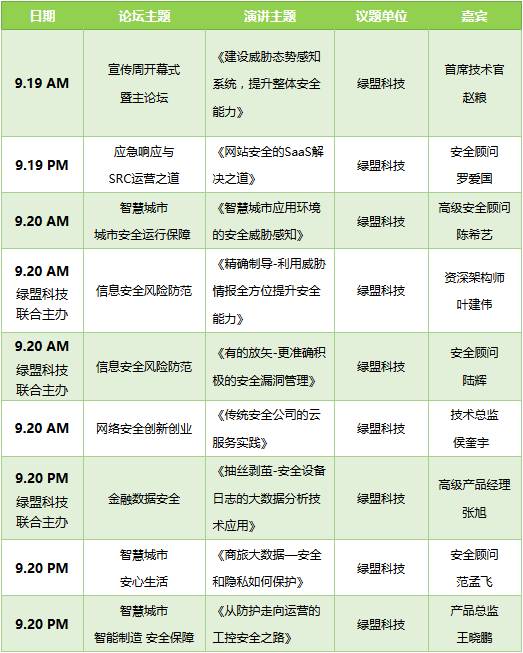 日期 论坛主题 演讲主题 议题单位 嘉宾
9.19 AM
宣传周开幕式
暨主论坛
《建设威胁态势感知
系统，提升整体安全
能力》
绿盟科技
首席技术官
赵粮
9.19 PM
应急响应与
SRC运营之道
《网站安全的SaaS解
决之道》
绿盟科技
安全顾问
罗爱国
9.20 AM
智慧城市
城市安全运行保障
《智慧城市应用环境
的安全威胁感知》
绿盟科技
高级安全顾问
陈希艺
9.20 AM
绿盟科技
联合主办
信息安全风险防范
《精确制导-利用威胁
情报全方位提升安全
能力》
绿盟科技
资深架构师
叶建伟
9.20 AM
绿盟科技
联合主办
信息安全风险防范
《有的放矢-更准确积
极的安全漏洞管理》
绿盟科技
安全顾问
陆辉
9.20 AM
网络安全创新创业
《传统安全公司的云
服务实践》
绿盟科技
技术总监
侯奎宇
9.20 PM
绿盟科技
联合主办
金融数据安全
《抽丝剥茧-安全设备
日志的大数据分析技
术应用》
绿盟科技
高级产品经理
张旭
9.20 PM
智慧城市
安心生活
《商旅大数据—安全
和隐私如何保护》
绿盟科技
安全顾问
范孟飞
9.20 PM
智慧城市
智能制造 安全保障
《从防护走向运营的
工控安全之路》
绿盟科技
产品总监
王晓鹏